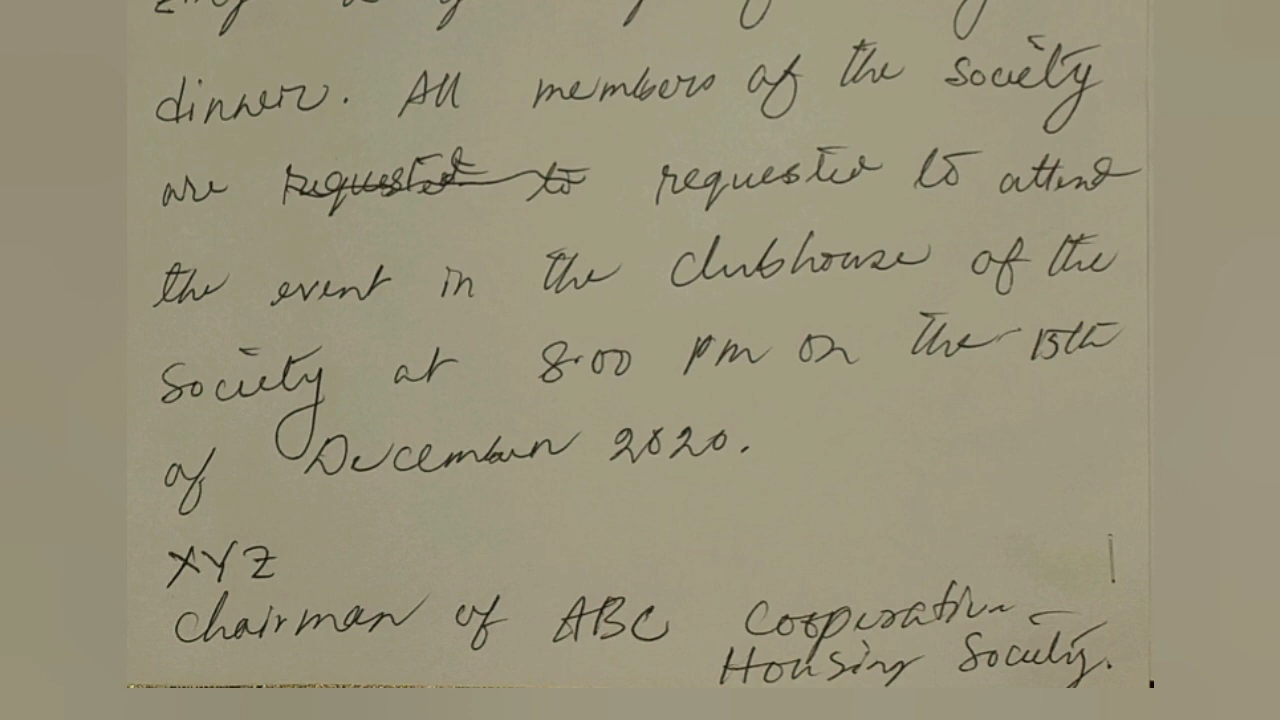 dinner. All members of the society
are requested to requested to attend
the event in the clubhouse of the
Society at 8:00 pm on the 15th
of December 2020.
XYZ
Chairman of ABC Cooperative
Housing Society.